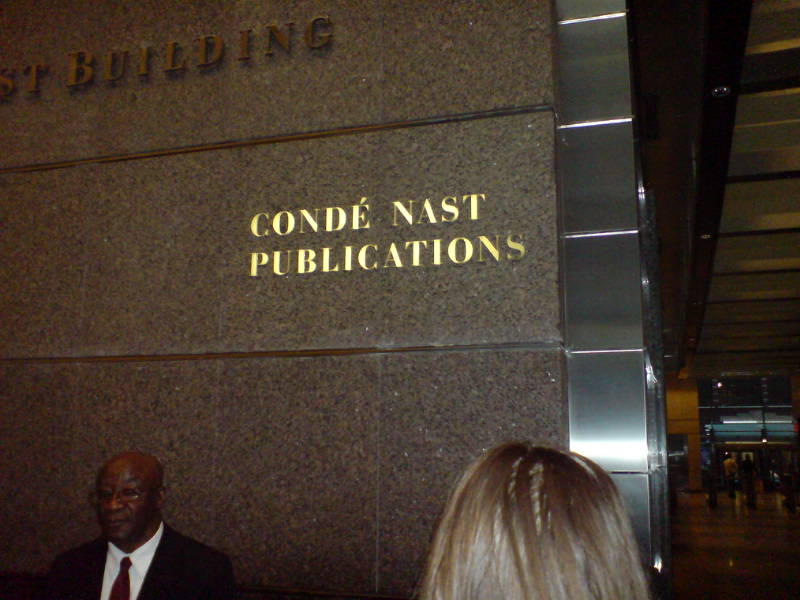 ST BUILDING
CONDÉ NAST
PUBLICATIONS